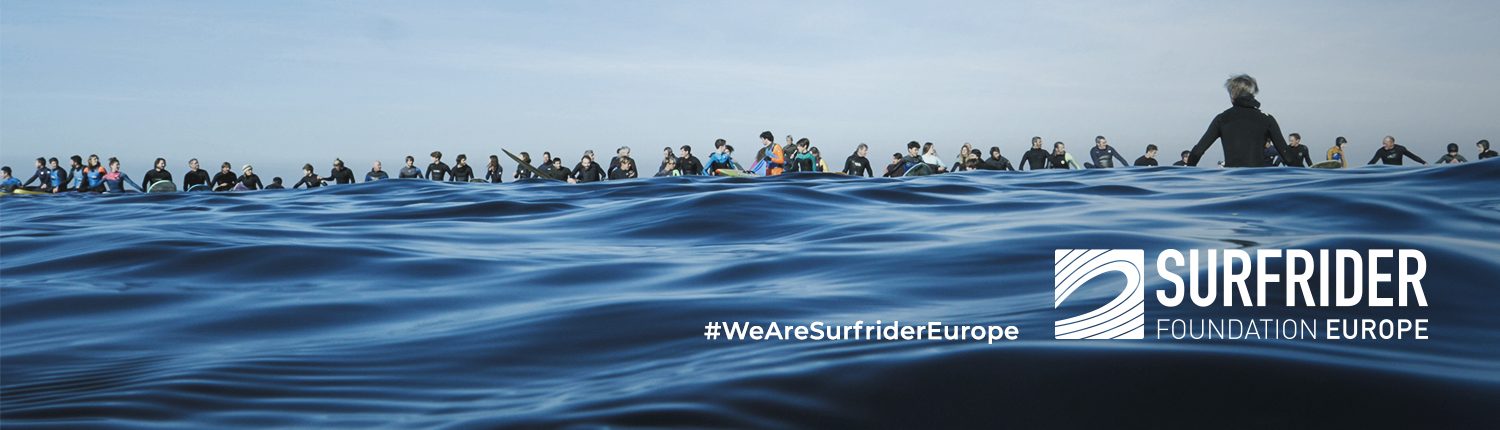 #WeAreSurfriderEurope
SURFRIDER
FOUNDATION EUROPE